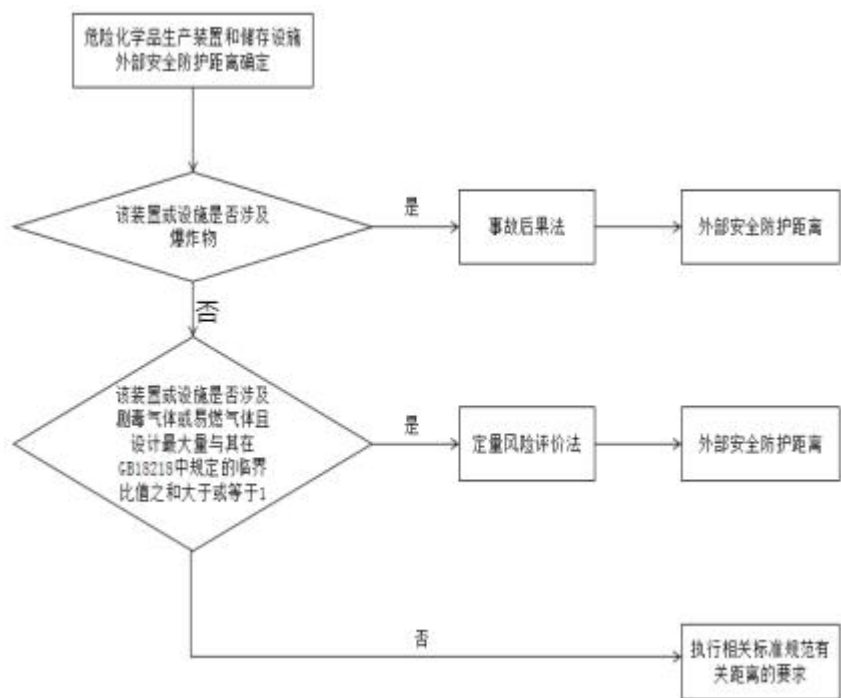 危险化学品生产装置和储存设施
外部安全防护距离确定
该装置或设施是否涉及
爆炸物
是
事故后果法
外部安全防护距离
否
该装置或设施是否涉及
剧毒气体或易燃气体且
设计最大量与其在
GB18218中规定的临界
比值之和大于或等于1
是
定量风险评价法
外部安全防护距离
否
执行相关标准规范有
关距离的要求